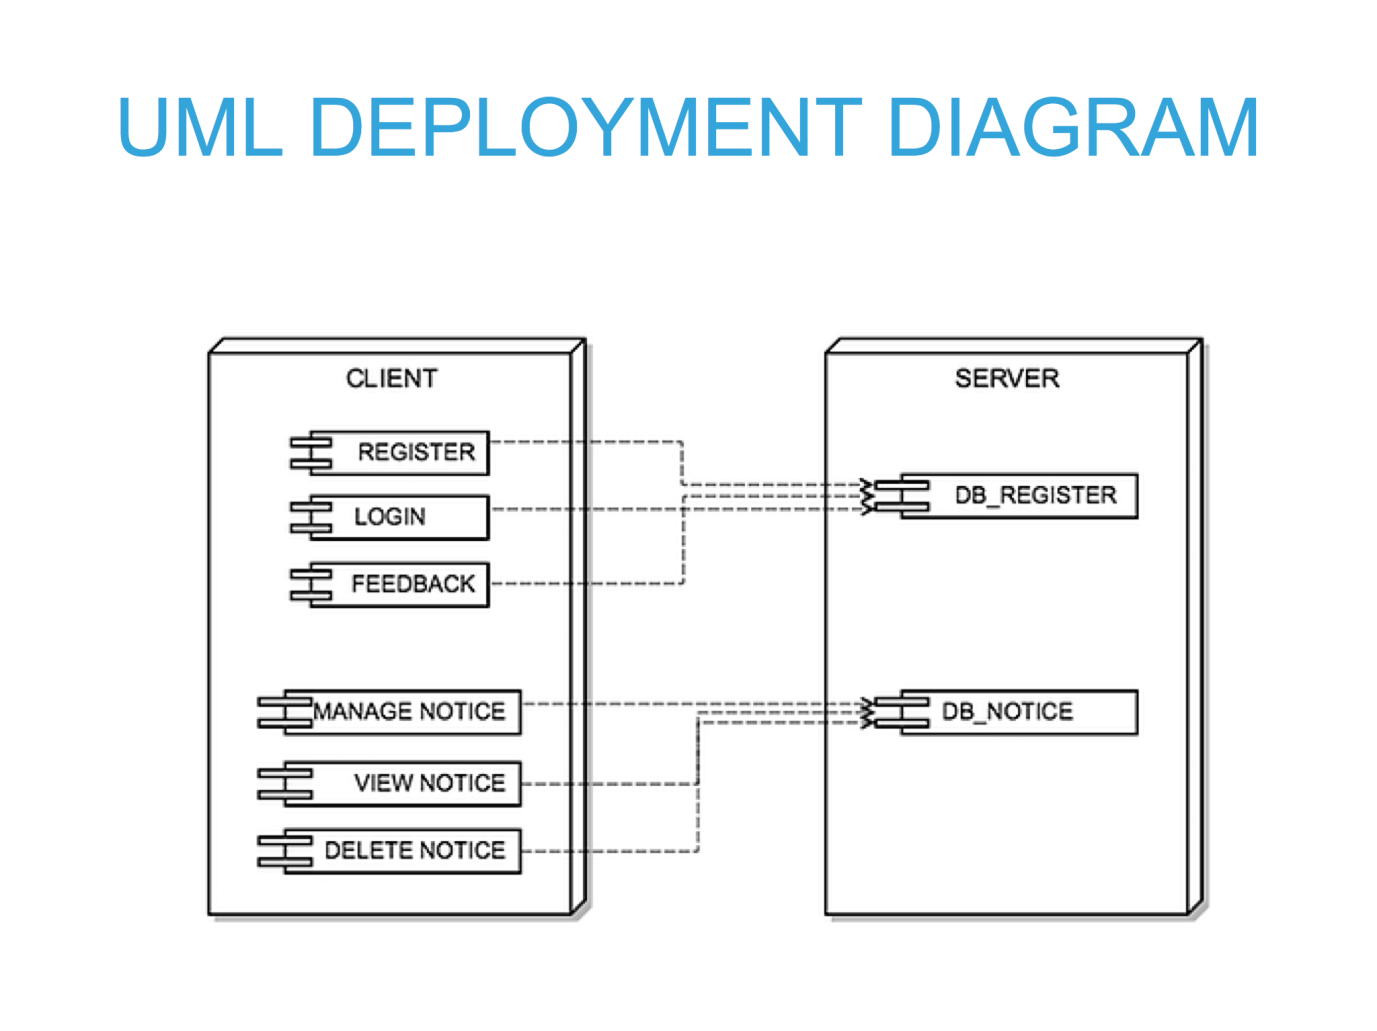 UML DEPLOYMENT DIAGRAM
CLIENT
REGISTER
LOGIN
FEEDBACK
MANAGE NOTICE
VIEW NOTICE
DELETE NOTICE
SERVER
DB_REGISTER
DB_NOTICE